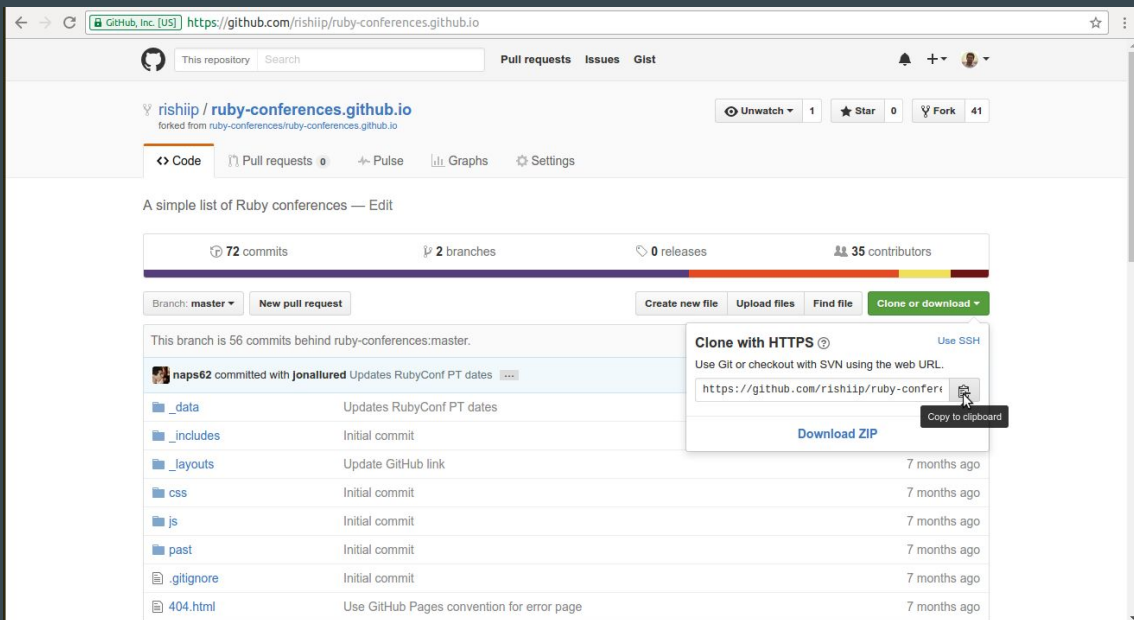 GitHub, Inc. [US] https://github.com/rishiip/ruby-conferences.github.io
This repository Search Pull requests Issues Gist
rishiip / ruby-conferences.github.io Unwatch 1 Star 0 Fork 41
forked from ruby-conferences/ruby-conferences.github.io
Code Pull requests 0 Pulse Graphs Settings
A simple list of Ruby conferences — Edit
72 commits 2 branches 0 releases 35 contributors
Branch: master New pull request Create new file Upload files Find file Clone or download
This branch is 56 commits behind ruby-conferences:master.
naps62 committed with jonallured Updates RubyConf PT dates ...
Clone with HTTPS Use SSH
Use Git or checkout with SVN using the web URL.
https://github.com/rishiip/ruby-confere
Copy to clipboard
Download ZIP
_data Updates RubyConf PT dates
_includes Initial commit
_layouts Update GitHub link 7 months ago
css Initial commit 7 months ago
js Initial commit 7 months ago
past Initial commit 7 months ago
.gitignore Initial commit 7 months ago
404.html Use GitHub Pages convention for error page 7 months ago